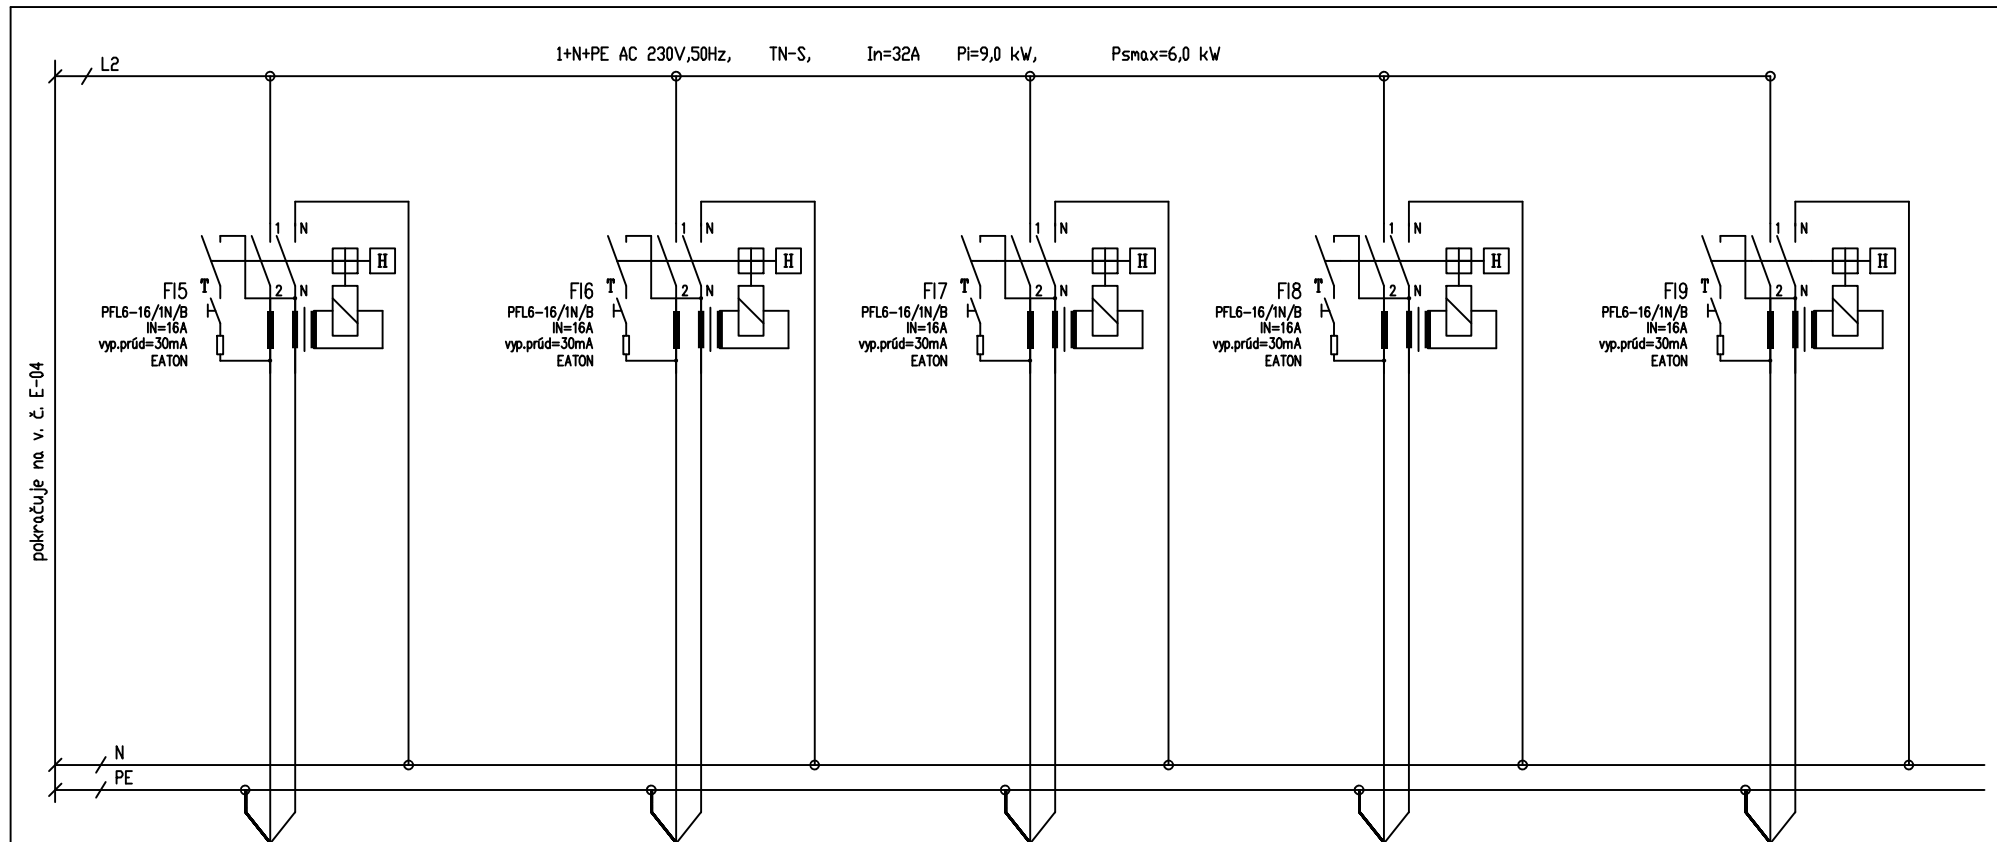 1+N+PE AC 230V,50Hz, TN-S, In=32A Pi=9,0 kW, Psmax=6,0 kW
L2
1 N
1 N
1 N
1 N
1 N
H
H
H
H
H
T
T
T
T
T
2 N
2 N
2 N
2 N
2 N
FI5
PFL6-16/1N/B
IN=16A
vyp.prúd=30mA
EATON
FI6
PFL6-16/1N/B
IN=16A
vyp.prúd=30mA
EATON
FI7
PFL6-16/1N/B
IN=16A
vyp.prúd=30mA
EATON
FI8
PFL6-16/1N/B
IN=16A
vyp.prúd=30mA
EATON
FI9
PFL6-16/1N/B
IN=16A
vyp.prúd=30mA
EATON
pokračuje na v. č. E-04
N
PE